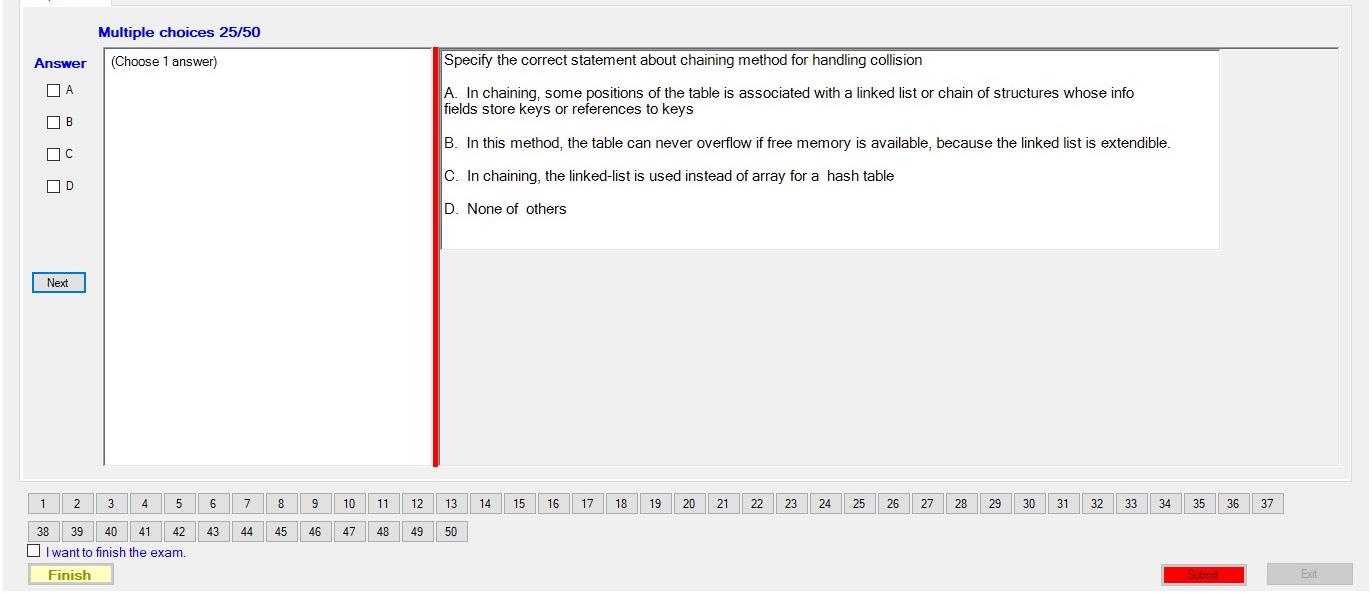 Multiple choices 25/50
Answer
(Choose 1 answer)
A
B
C
D
Next
Specify the correct statement about chaining method for handling collision
A. In chaining, some positions of the table is associated with a linked list or chain of structures whose info
fields store keys or references to keys
B. In this method, the table can never overflow if free memory is available, because the linked list is extendible.
C. In chaining, the linked-list is used instead of array for a hash table
D. None of others
1 2 3 4 5 6 7 8 9 10 11 12 13 14 15 16 17 18 19 20 21 22 23 24 25 26 27 28 29 30 31 32 33 34 35 36 37
38 39 40 41 42 43 44 45 46 47 48 49 50
I want to finish the exam.
Finish
Submit
Exit